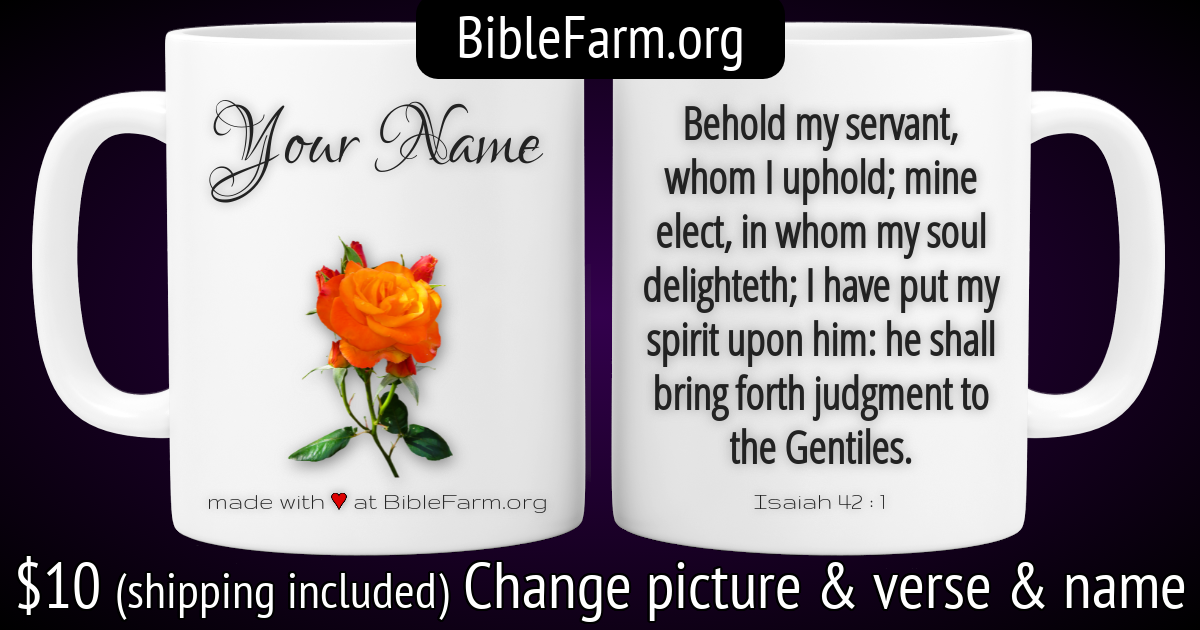 BibleFarm.org
Your Name
made with ♥ at BibleFarm.org
Behold my servant,
whom I uphold; mine
elect, in whom my soul
delighteth; I have put my
spirit upon him: he shall
bring forth judgment to
the Gentiles.
Isaiah 42 : 1
$10 (shipping included) Change picture & verse & name